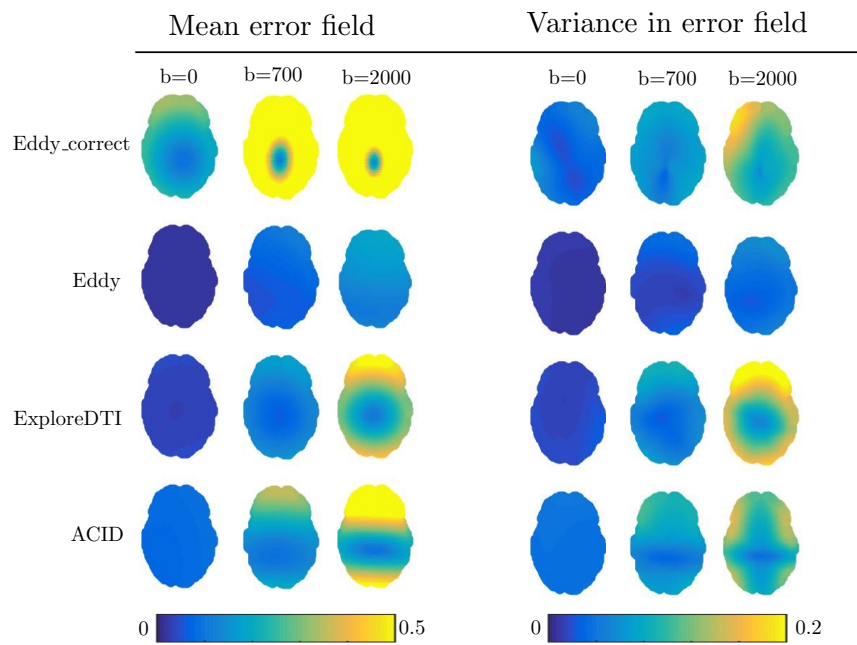 Mean error field Variance in error field
b=0 b=700 b=2000 b=0 b=700 b=2000
Eddy_correct
Eddy
ExploreDTI
ACID
0 0.5 0 0.2